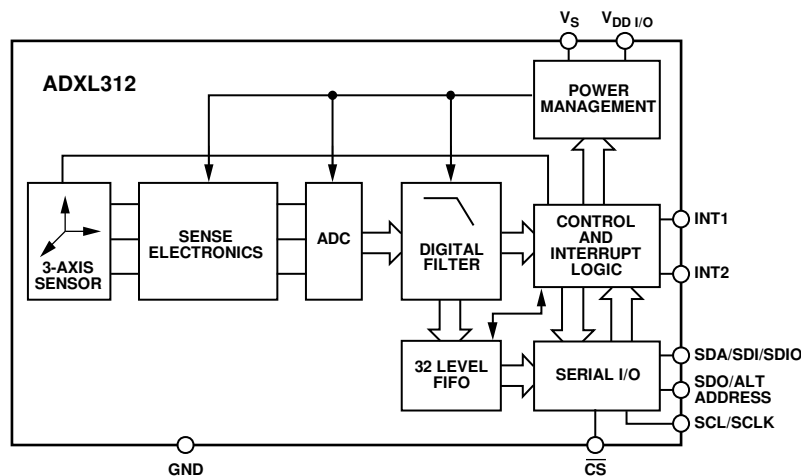 V_S
V_DD I/O
ADXL312
POWER
MANAGEMENT
3-AXIS
SENSOR
SENSE
ELECTRONICS
ADC
DIGITAL
FILTER
CONTROL
AND
INTERRUPT
LOGIC
INT1
INT2
32 LEVEL
FIFO
SERIAL I/O
SDA/SDI/SDIO
SDO/ALT
ADDRESS
SCL/SCLK
GND
C̅S̅